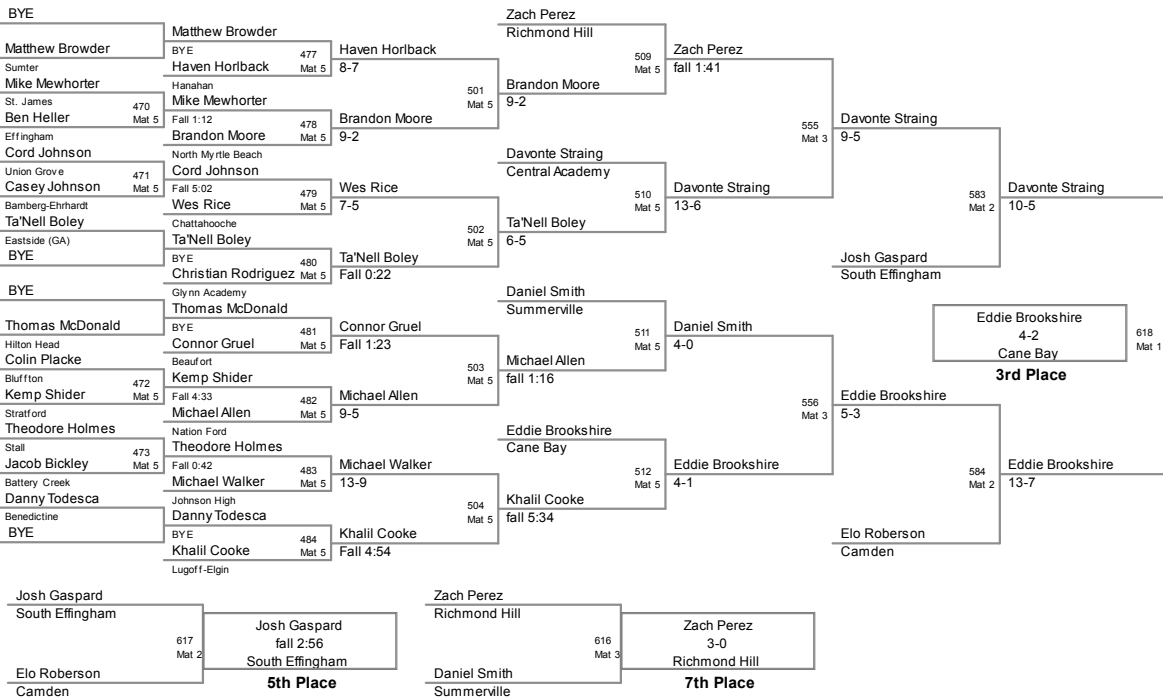 BYE
Matthew Browder
Sumter
Mike Mewhorter
St. James
Ben Heller
470
Mat 5
Effingham
Cord Johnson
Union Grove
Casey Johnson
471
Mat 5
Bamberg-Ehrhardt
Ta'Nell Boley
Eastside (GA)
BYE
BYE
Thomas McDonald
Hilton Head
Colin Placke
Bluffton
Kemp Shider
472
Mat 5
Stratford
Theodore Holmes
Stall
Jacob Bickley
473
Mat 5
Battery Creek
Danny Todesca
Benedictine
BYE
Matthew Browder
BYE
Haven Horlback
477
Mat 5
Hanahan
Mike Mewhorter
Fall 1:12
Brandon Moore
478
Mat 5
North Myrtle Beach
Cord Johnson
Fall 5:02
Wes Rice
479
Mat 5
Chattahooche
Ta'Nell Boley
BYE
Christian Rodriguez
480
Mat 5
Glynn Academy
Thomas McDonald
BYE
Connor Gruel
481
Mat 5
Beaufort
Kemp Shider
Fall 4:33
Michael Allen
482
Mat 5
Nation Ford
Theodore Holmes
Fall 0:42
Michael Walker
483
Mat 5
Johnson High
Danny Todesca
BYE
Khalil Cooke
484
Mat 5
Lugoff-Elgin
Haven Horlback
8-7
501
Mat 5
Brandon Moore
9-2
Wes Rice
7-5
502
Mat 5
Ta'Nell Boley
Fall 0:22
Connor Gruel
Fall 1:23
503
Mat 5
Michael Allen
9-5
Michael Walker
13-9
504
Mat 5
Khalil Cooke
Fall 4:54
Zach Perez
Richmond Hill
509
Mat 5
Brandon Moore
9-2
Davonte Straing
Central Academy
510
Mat 5
Ta'Nell Boley
6-5
Daniel Smith
Summerville
511
Mat 5
Michael Allen
fall 1:16
Eddie Brookshire
Cane Bay
512
Mat 5
Khalil Cooke
fall 5:34
Zach Perez
fall 1:41
555
Mat 3
Davonte Straing
13-6
Daniel Smith
4-0
556
Mat 3
Eddie Brookshire
4-1
Davonte Straing
9-5
583
Mat 2
Josh Gaspard
South Effingham
Eddie Brookshire
5-3
584
Mat 2
Elo Roberson
Camden
Davonte Straing
10-5
Eddie Brookshire
4-2
Cane Bay
618
Mat 1
3rd Place
Eddie Brookshire
13-7
Josh Gaspard
South Effingham
617
Mat 2
Elo Roberson
Camden
Josh Gaspard
fall 2:56
South Effingham
5th Place
Zach Perez
Richmond Hill
616
Mat 3
Daniel Smith
Summerville
Zach Perez
3-0
Richmond Hill
7th Place